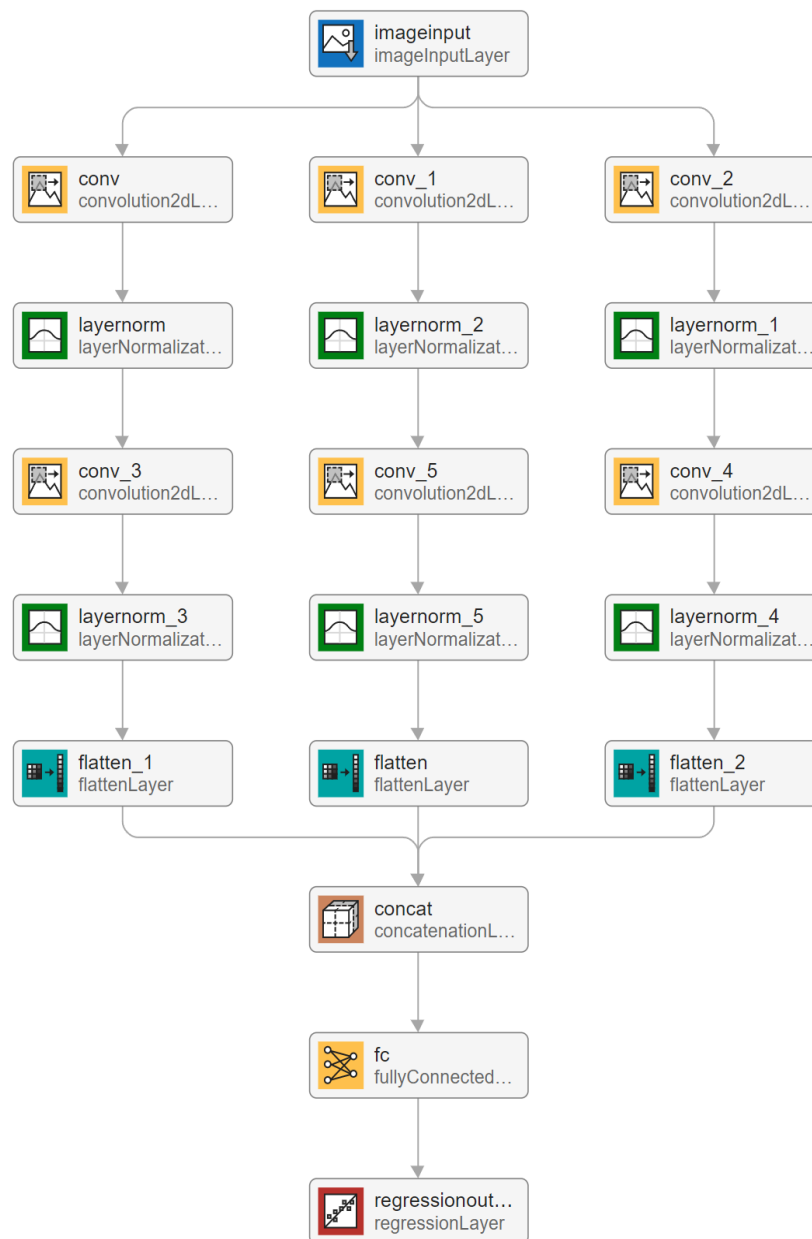 imageinput
imageInputLayer
conv
convolution2dL...
conv_1
convolution2dL...
conv_2
convolution2dL...
layernorm
layerNormalizat...
layernorm_2
layerNormalizat...
layernorm_1
layerNormalizat...
conv_3
convolution2dL...
conv_5
convolution2dL...
conv_4
convolution2dL...
layernorm_3
layerNormalizat...
layernorm_5
layerNormalizat...
layernorm_4
layerNormalizat...
flatten_1
flattenLayer
flatten
flattenLayer
flatten_2
flattenLayer
concat
concatenationL...
fc
fullyConnected...
regressionout...
regressionLayer